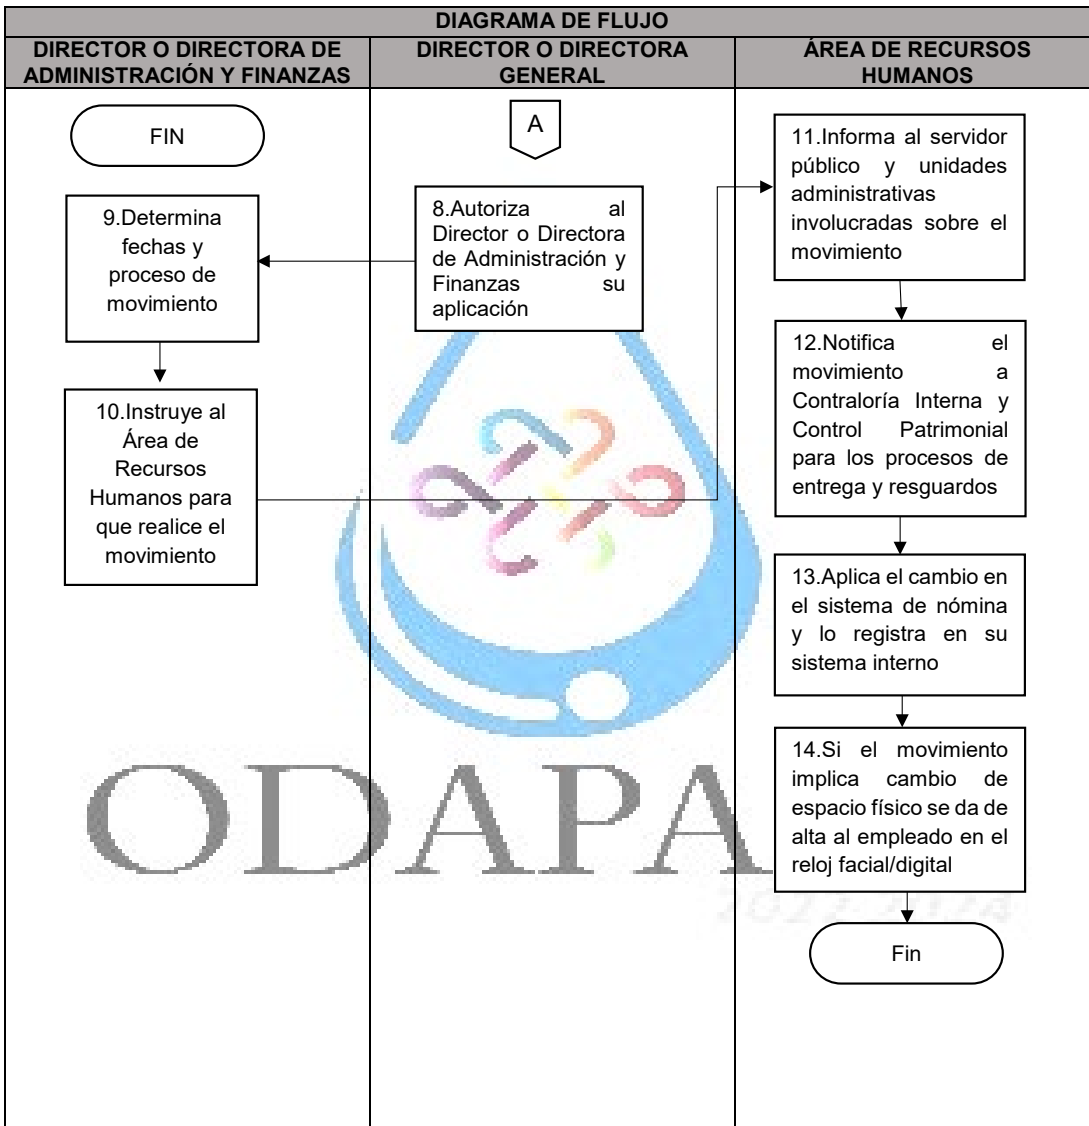 DIAGRAMA DE FLUJO
DIRECTOR O DIRECTORA DE
ADMINISTRACIÓN Y FINANZAS
DIRECTOR O DIRECTORA
GENERAL
ÁREA DE RECURSOS
HUMANOS
FIN
9.Determina
fechas y
proceso de
movimiento
10.Instruye al
Área de
Recursos
Humanos para
que realice el
movimiento
A
8.Autoriza al
Director o Directora
de Administración y
Finanzas su
aplicación
11.Informa al servidor
público y unidades
administrativas
involucradas sobre el
movimiento
12.Notifica el
movimiento a
Contraloría Interna y
Control Patrimonial
para los procesos de
entrega y resguardos
13.Aplica el cambio en
el sistema de nómina
y lo registra en su
sistema interno
14.Si el movimiento
implica cambio de
espacio físico se da de
alta al empleado en el
reloj facial/digital
Fin
ODAPA
2022-2024